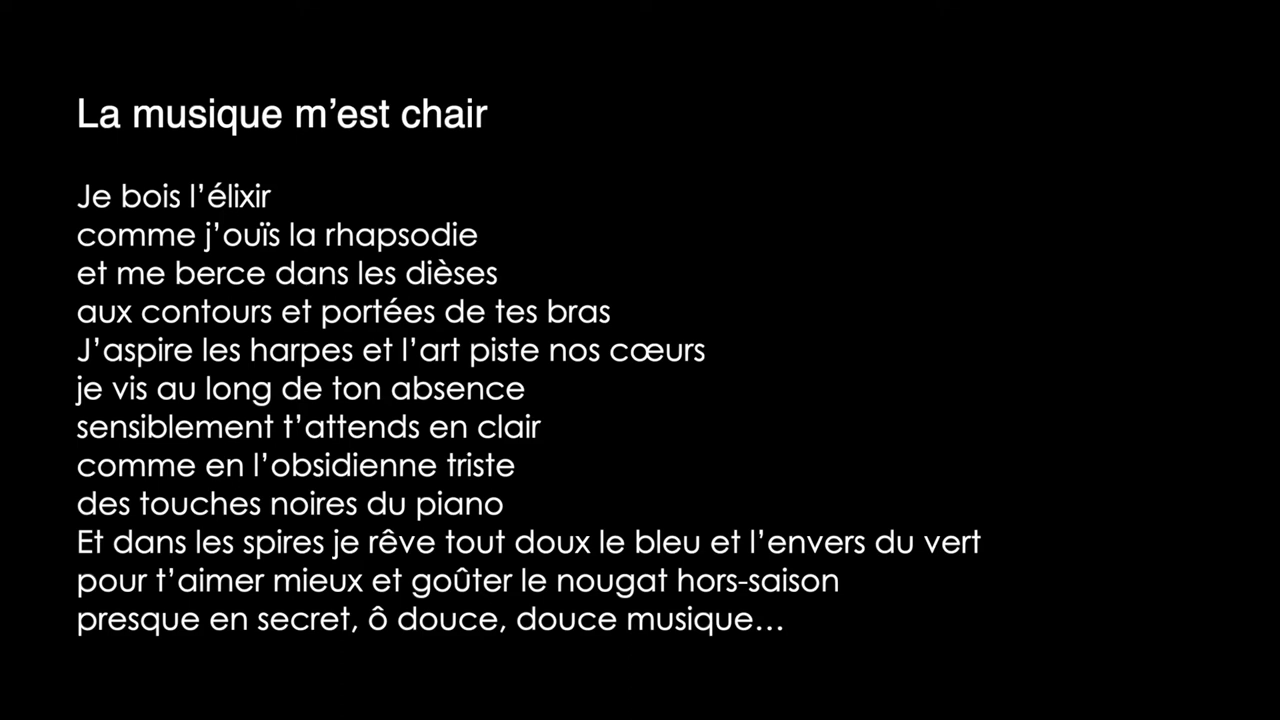 La musique m’est chair
Je bois l’élixir
comme j’ouïs la rhapsodie
et me berce dans les dièses
aux contours et portées de tes bras
J’aspire les harpes et l’art piste nos cœurs
je vis au long de ton absence
sensiblement t’attends en clair
comme en l’obsidienne triste
des touches noires du piano
Et dans les spires je rêve tout doux le bleu et l’envers du vert
pour t’aimer mieux et goûter le nougat hors-saison
presque en secret, ô douce, douce musique…